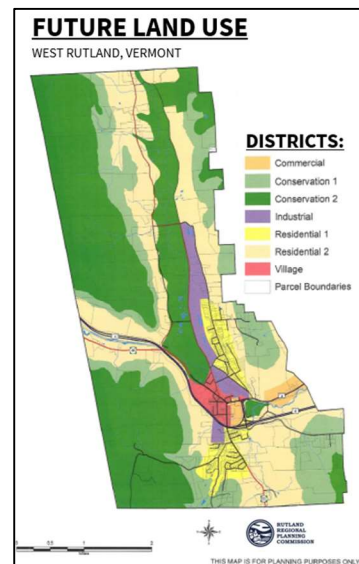 FUTURE LAND USE
WEST RUTLAND, VERMONT
DISTRICTS:
Commercial
Conservation 1
Conservation 2
Industrial
Residential 1
Residential 2
Village
Parcel Boundaries
RUTLAND
REGIONAL
PLANNING
COMMISSION
THIS MAP IS FOR PLANNING PURPOSES ONLY